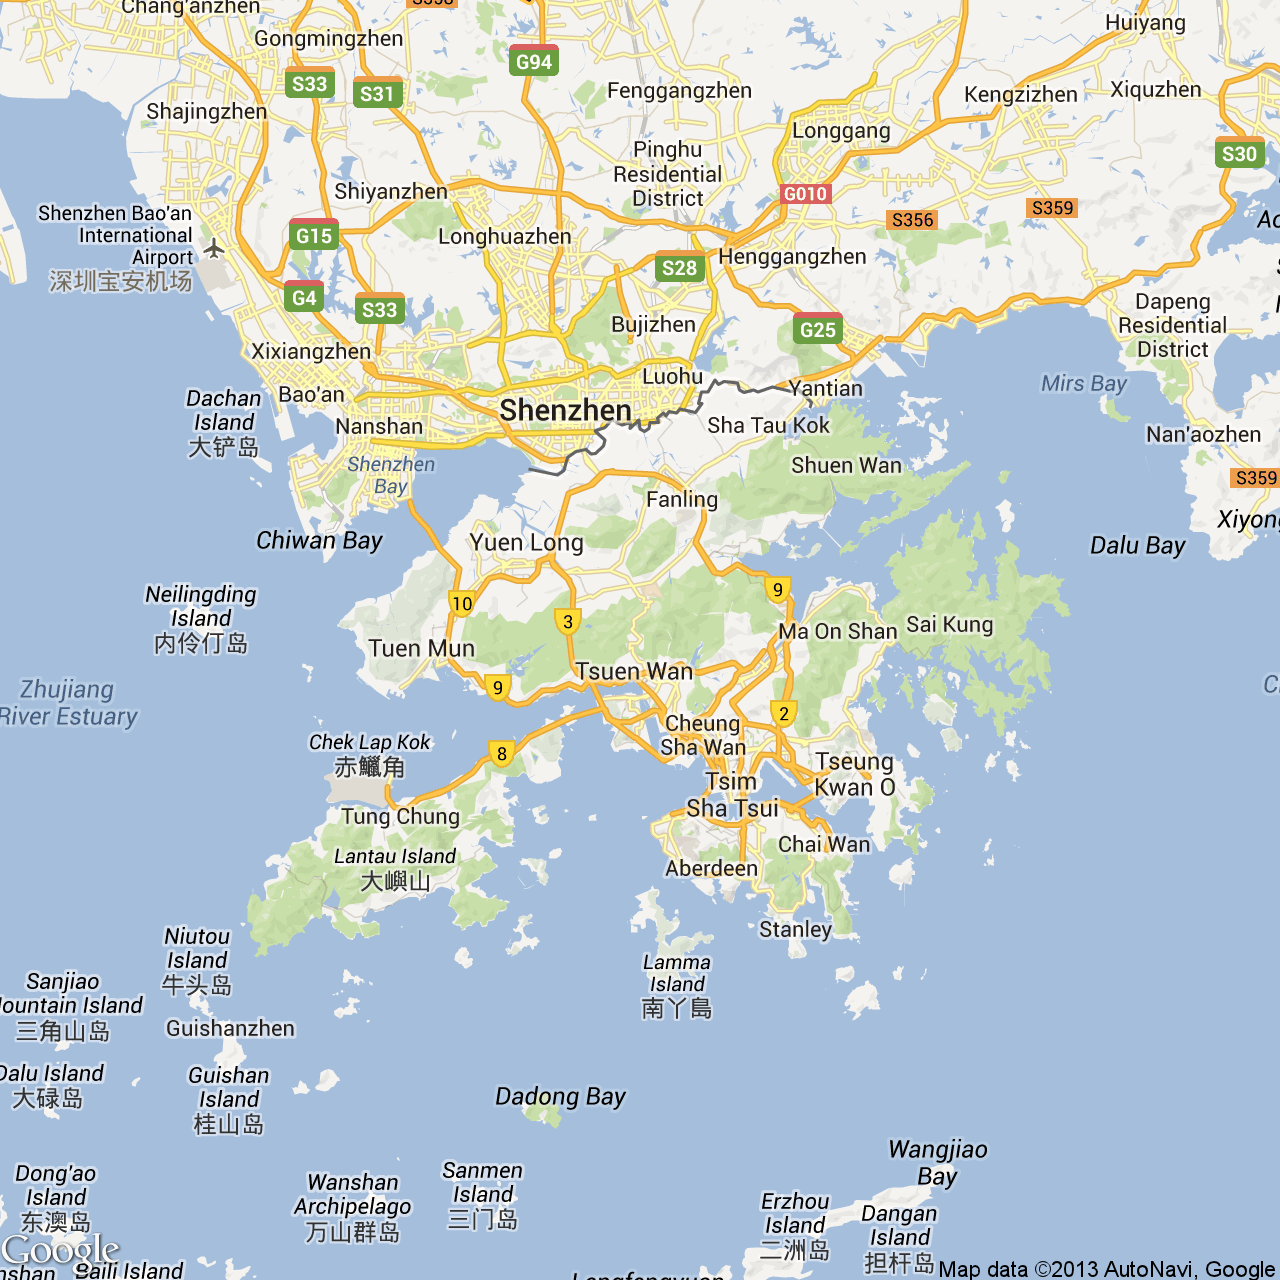 Chang'anzhen
S358
Huiyang
Gongmingzhen
G94
S33
S31
Fenggangzhen
Kengzizhen
Xiquzhen
Shajingzhen
Longgang
Pinghu
Residential
District
S30
Shiyanzhen
G010
S359
S356
Shenzhen Bao'an
International
Airport
深圳宝安机场
G15
Longhuazhen
Henggangzhen
S28
G4
S33
Dapeng
Residential
District
Bujizhen
G25
Xixiangzhen
Luohu
Mirs Bay
Bao'an
Yantian
Dachan
Island
大铲岛
Shenzhen
Nanshan
Sha Tau Kok
Nan'aozhen
Shenzhen
Bay
Shuen Wan
S359
Fanling
Xiyong
Chiwan Bay
Yuen Long
Dalu Bay
Neilingding
Island
内伶仃岛
10
3
9
Ma On Shan
Sai Kung
Tuen Mun
Tsuen Wan
Zhujiang
River Estuary
9
2
Cheung
Sha Wan
Chek Lap Kok
赤鱲角
8
Tseung
Kwan O
Tsim
Sha Tsui
Tung Chung
Chai Wan
Lantau Island
大嶼山
Aberdeen
Stanley
Niutou
Island
牛头岛
Lamma
Island
南丫島
Sanjiao
Mountain Island
三角山岛
Guishanzhen
Dalu Island
大碌岛
Guishan
Island
桂山岛
Dadong Bay
Wangjiao
Bay
Dong'ao
Island
东澳岛
Wanshan
Archipelago
万山群岛
Sanmen
Island
三门岛
Erzhou
Island
二洲岛
Dangan
Island
担杆岛
Google
Baili Island
Map data ©2013 AutoNavi, Google